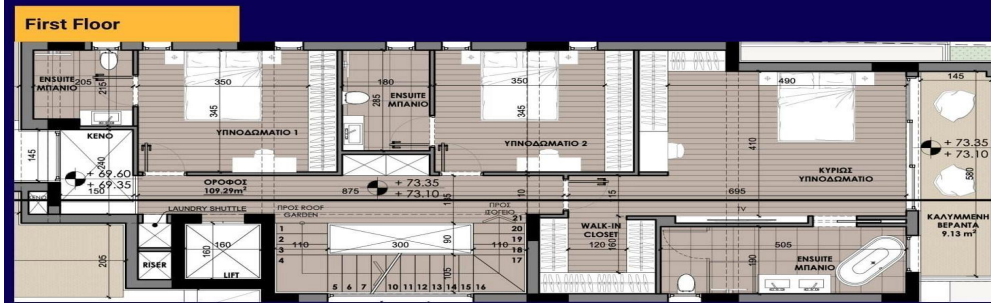 First Floor
ENSUITE
ΜΠΑΝΙΟ
205
215
350
345
ΥΠΝΟΔΩΜΑΤΙΟ 1
180
285
ENSUITE
ΜΠΑΝΙΟ
350
345
ΥΠΝΟΔΩΜΑΤΙΟ 2
490
410
ΚΥΡΙΩΣ
ΥΠΝΟΔΩΜΑΤΙΟ
145
+ 73.35
+ 73.10
580
ΚΕΝΟ
145
240
+ 69.60
+ 69.35
150
ΟΡΟΦΟΣ
109.29m²
875
+ 73.35
+ 73.10
135
10
15
695
LAUNDRY SHUTTLE
ΠΡΟΣ ROOF
GARDEN
ΠΡΟΣ
ΙΣΟΓΕΙΟ
TV
ΚΑΛΥΜΜΕΝΗ
ΒΕΡΑΝΤΑ
9.13 m²
205
RISER
160
160
LIFT
1
2
3
4
110
300
90
110
105
21
20
19
18
17
5 6 7 10 11 12 13 14 15 16
WALK-IN
CLOSET
120
160
505
190
ENSUITE
ΜΠΑΝΙΟ